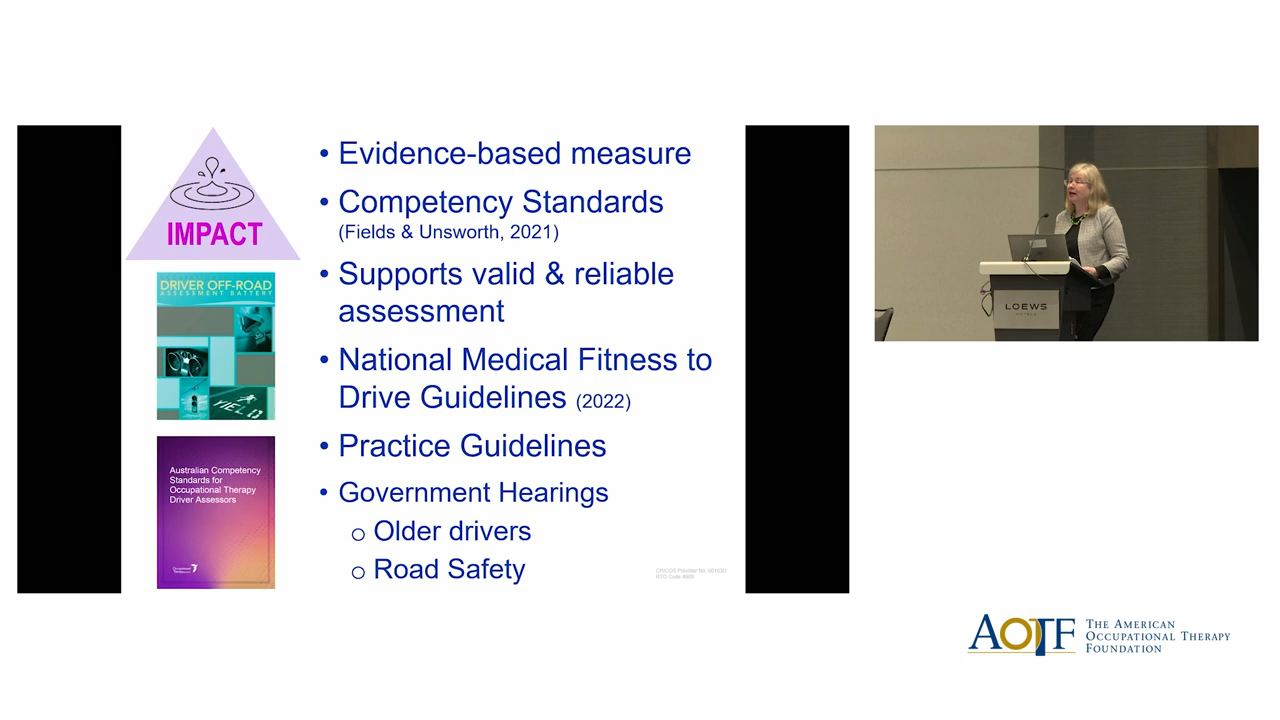 IMPACT
DRIVER OFF-ROAD
ASSESSMENT BATTERY
YIELD
Australian Competency
Standards for
Occupational Therapy
Driver Assessors
• Evidence-based measure
• Competency Standards
(Fields & Unsworth, 2021)
• Supports valid & reliable
assessment
• National Medical Fitness to
Drive Guidelines (2022)
• Practice Guidelines
• Government Hearings
o Older drivers
o Road Safety
LOEWS
HOTELS
AOTF
THE AMERICAN
OCCUPATIONAL THERAPY
FOUNDATION